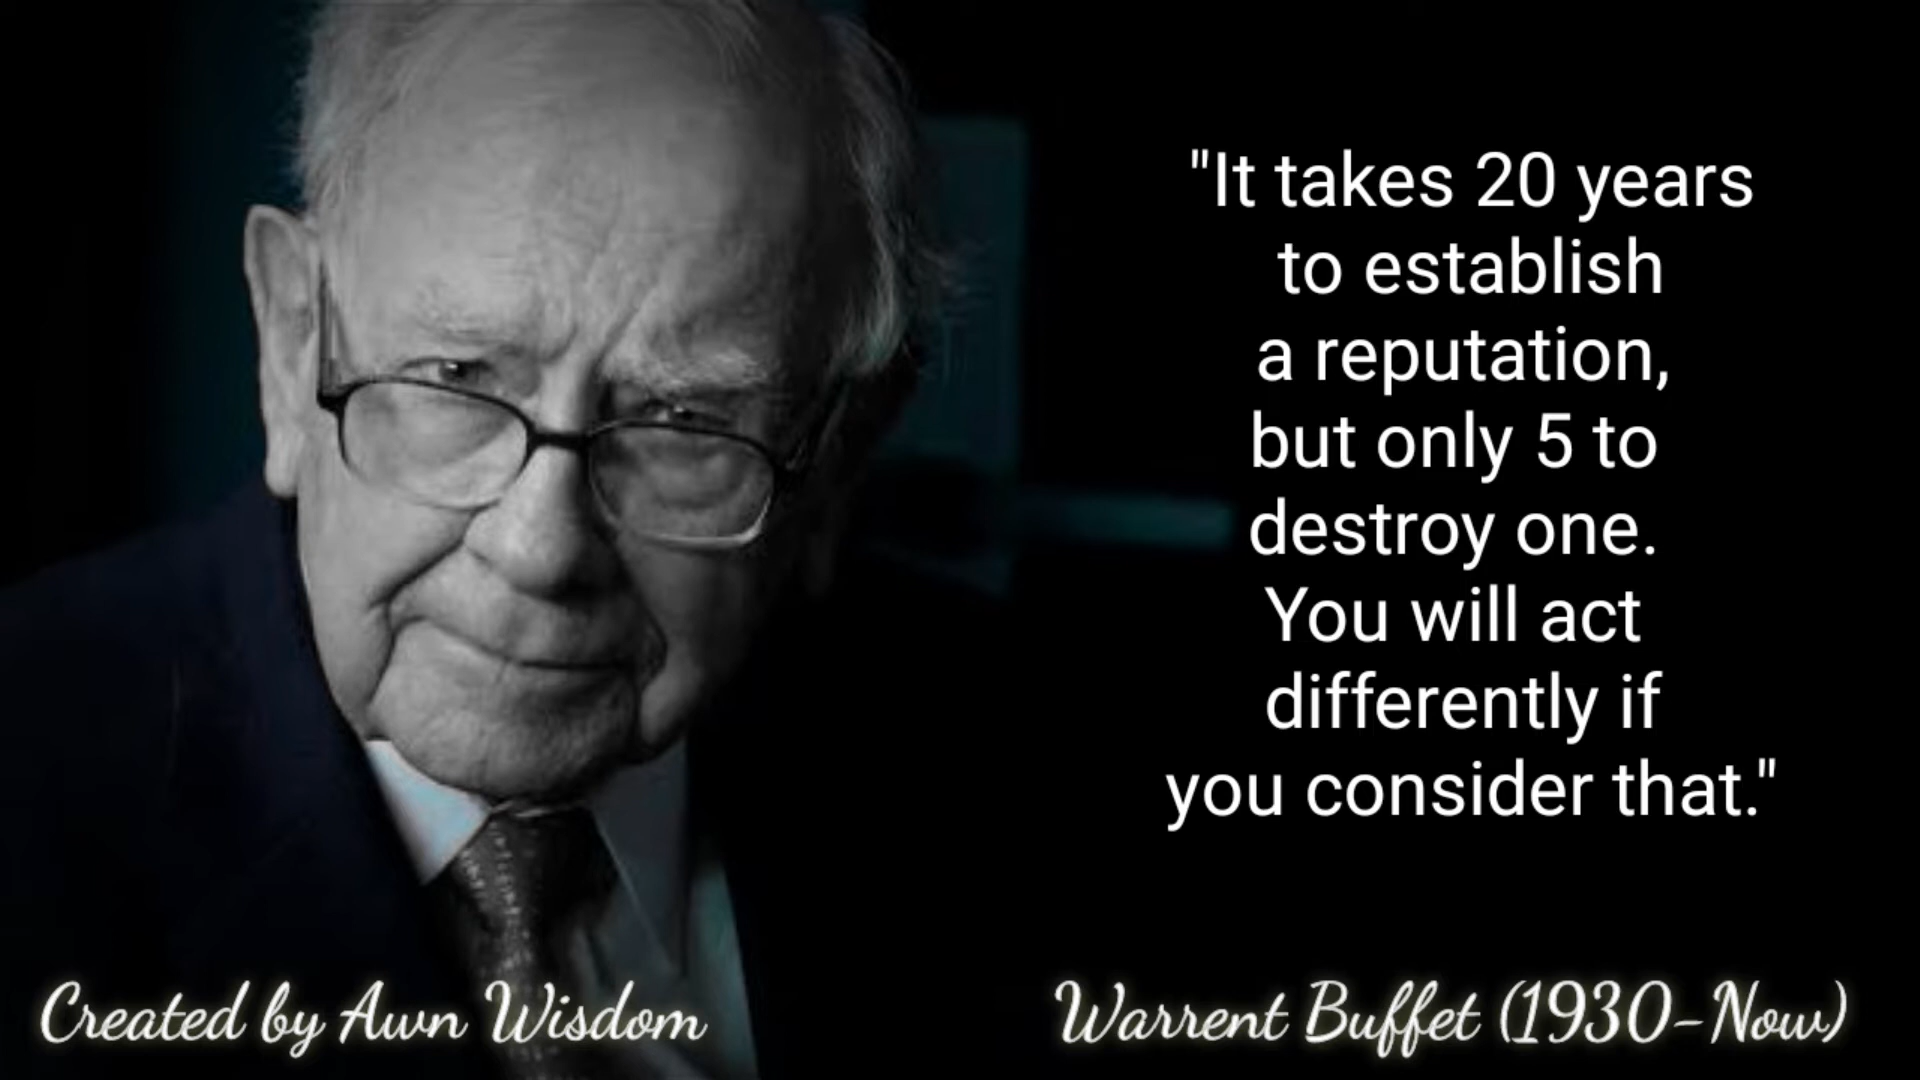 "It takes 20 years
to establish
a reputation,
but only 5 to
destroy one.
You will act
differently if
you consider that."
Created by Awn Wisdom
Warrent Buffet (1930-Now)